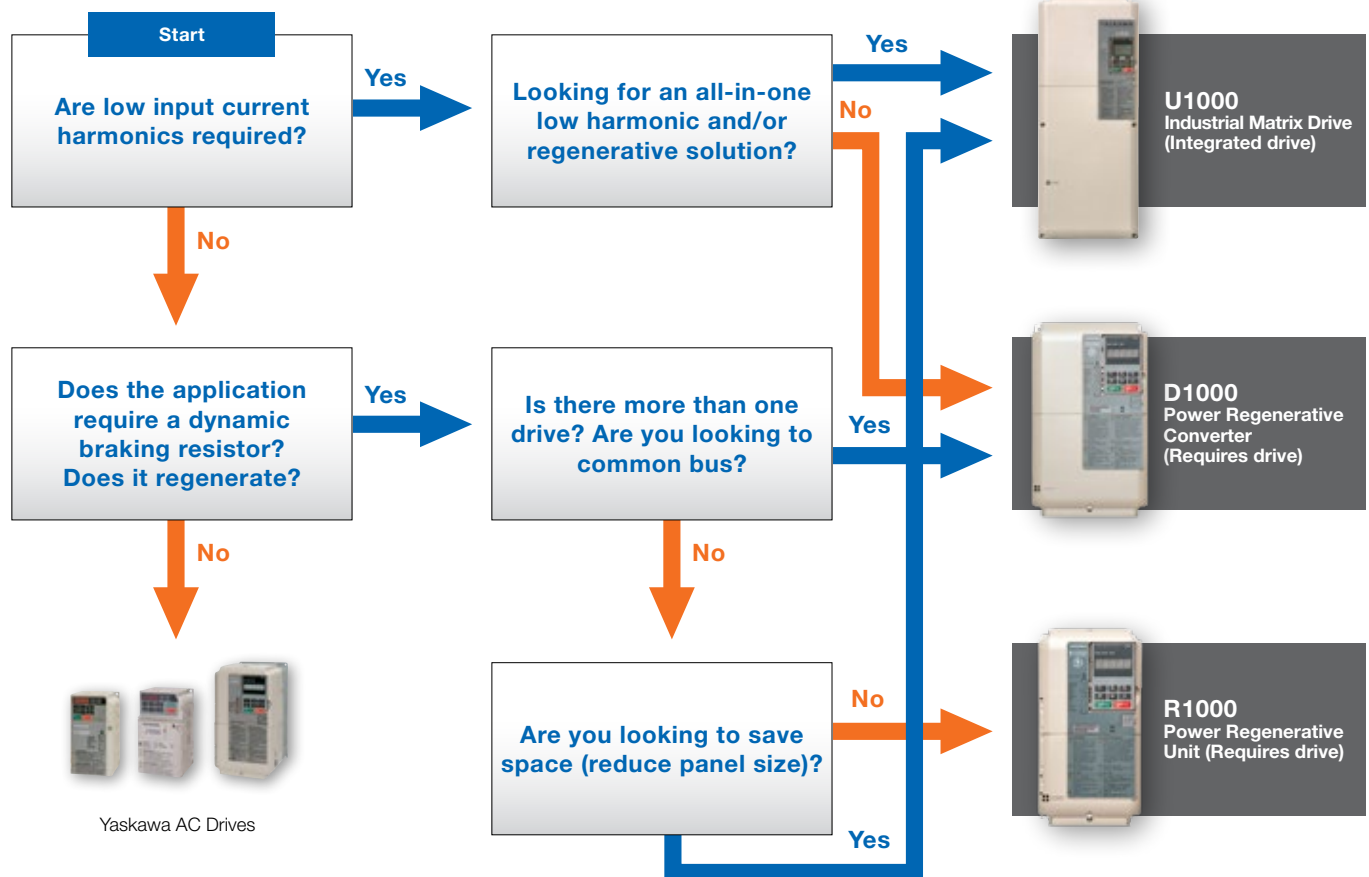 Start
Are low input current
harmonics required?
Yes
Looking for an all-in-one
low harmonic and/or
regenerative solution?
Yes
No
U1000
Industrial Matrix Drive
(Integrated drive)
No
Does the application
require a dynamic
braking resistor?
Does it regenerate?
Yes
Is there more than one
drive? Are you looking to
common bus?
Yes
D1000
Power Regenerative
Converter
(Requires drive)
No
No
Yaskawa AC Drives
Are you looking to save
space (reduce panel size)?
No
Yes
R1000
Power Regenerative
Unit (Requires drive)